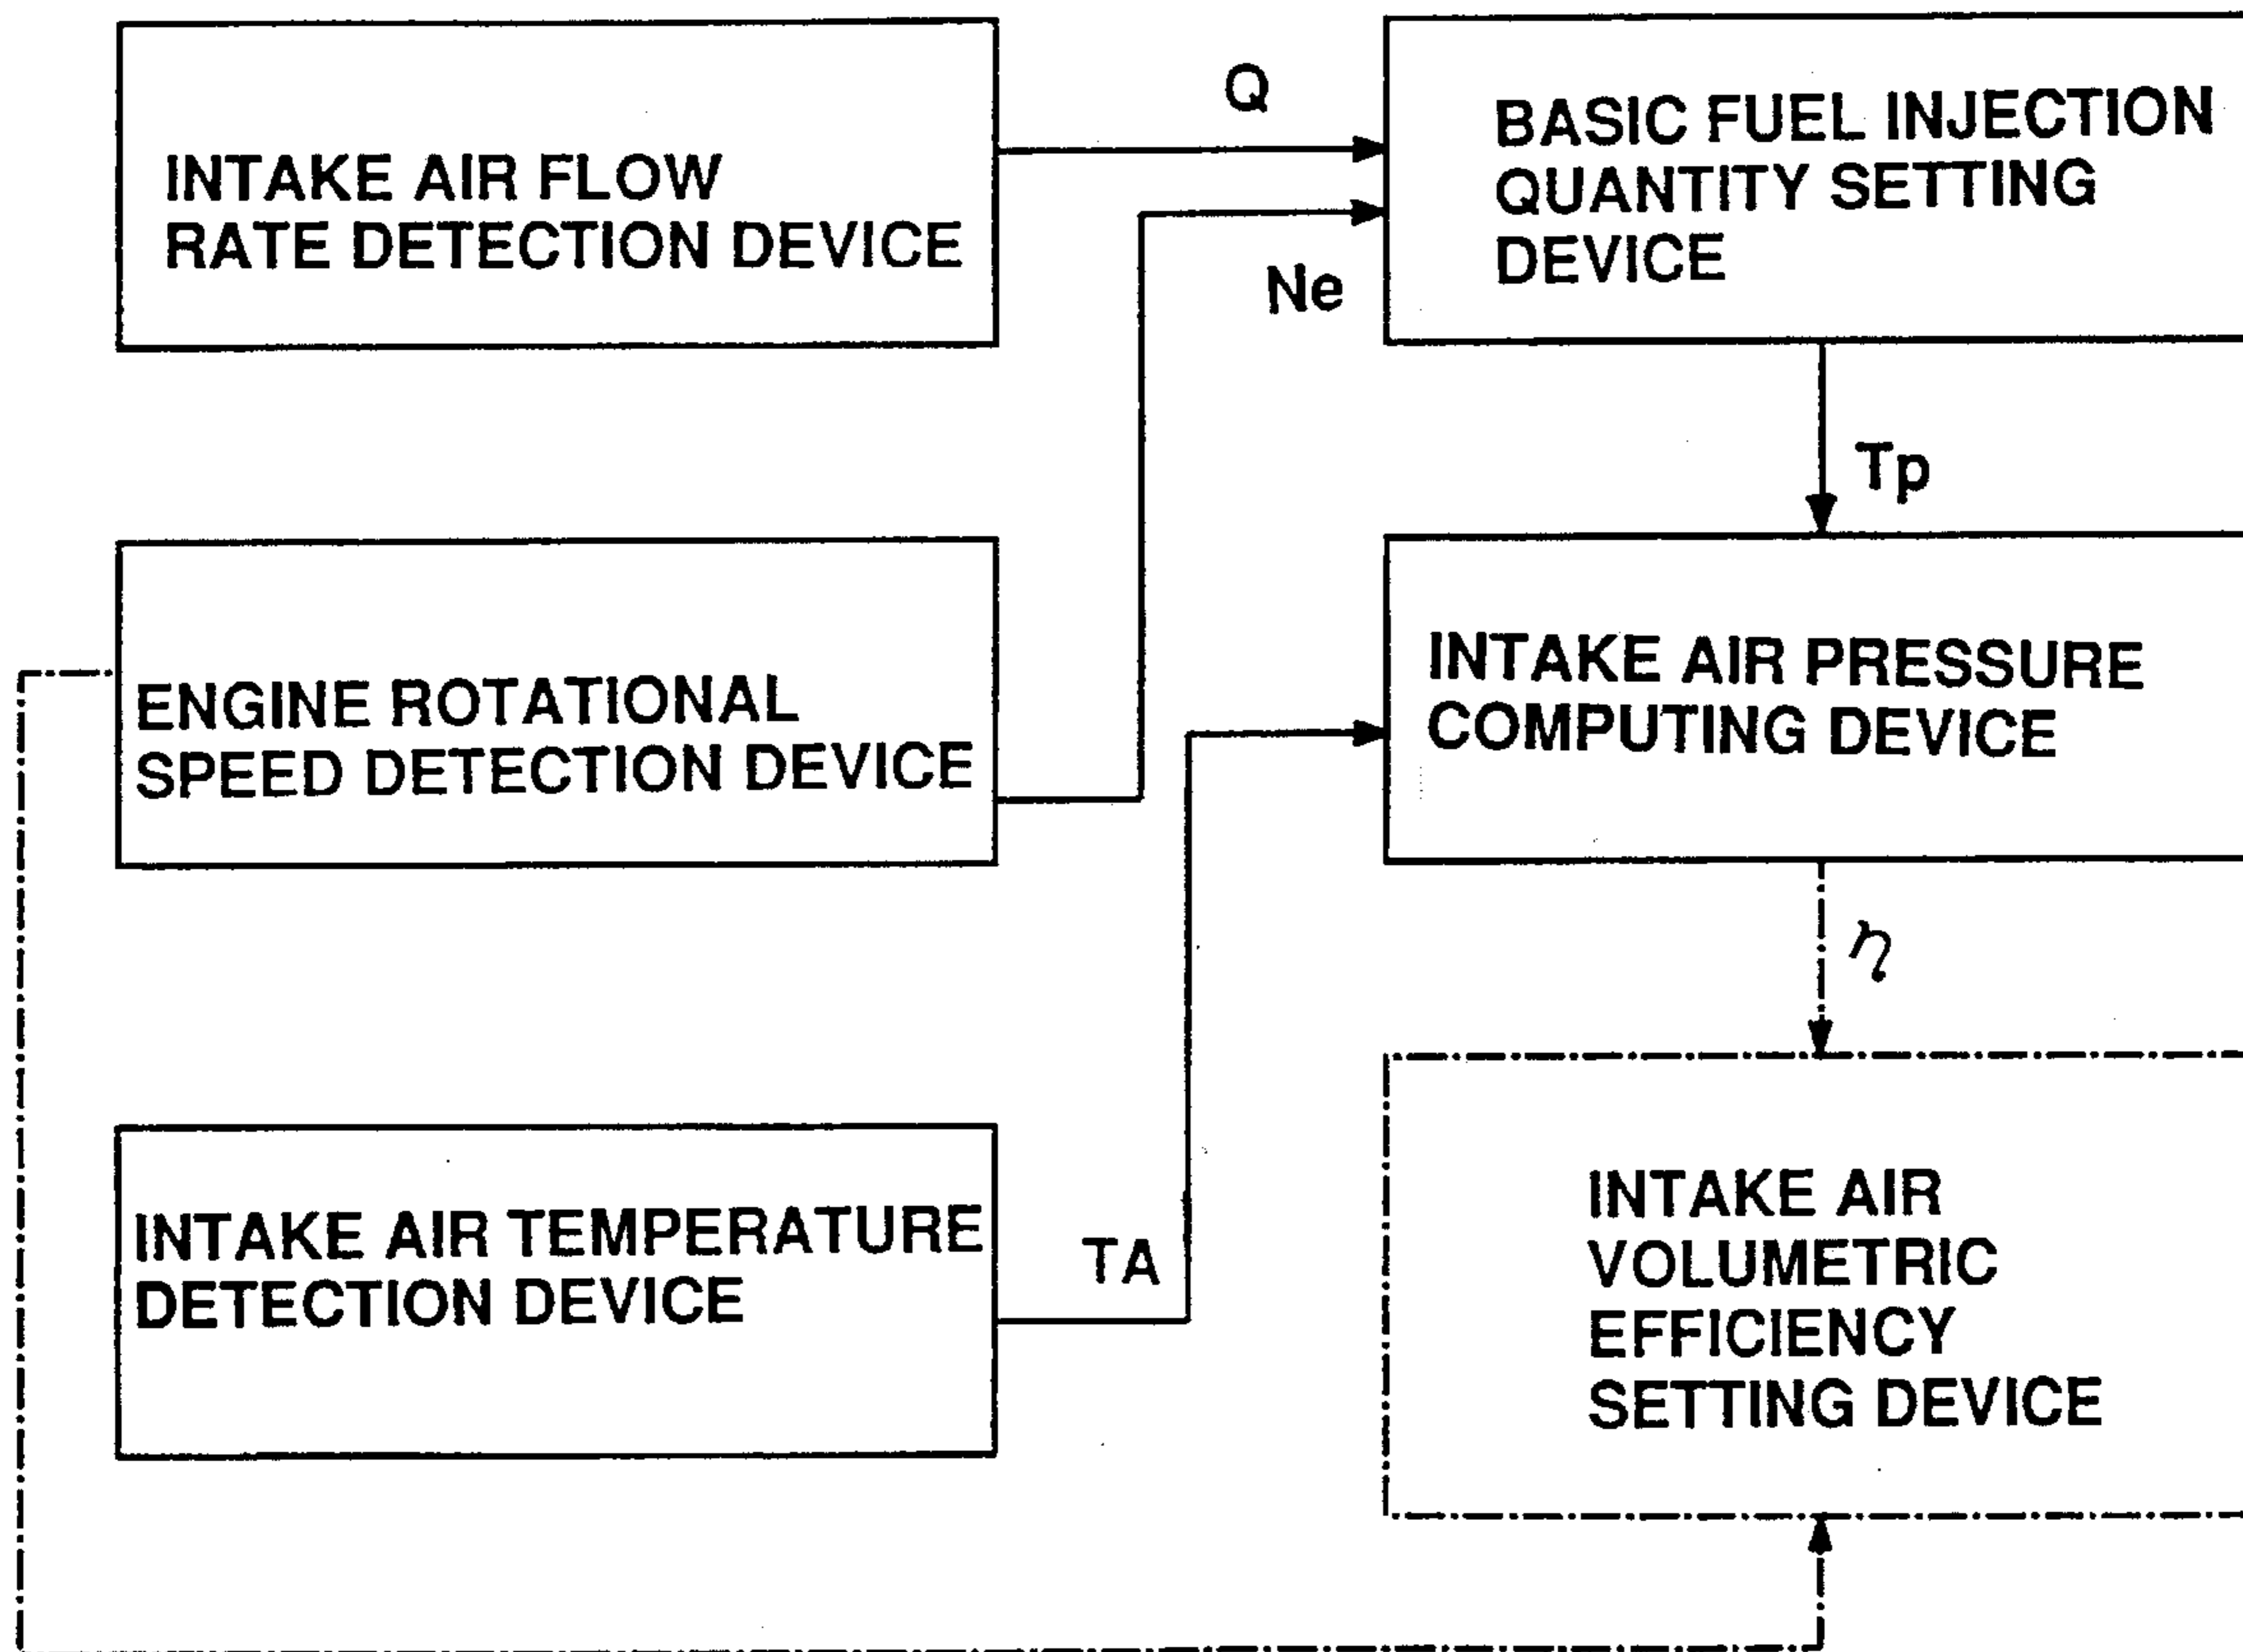 INTAKE AIR FLOW
RATE DETECTION DEVICE
Q
BASIC FUEL INJECTION
QUANTITY SETTING
DEVICE
Ne
Tp
ENGINE ROTATIONAL
SPEED DETECTION DEVICE
INTAKE AIR PRESSURE
COMPUTING DEVICE
η
INTAKE AIR TEMPERATURE
DETECTION DEVICE
TA
INTAKE AIR
VOLUMETRIC
EFFICIENCY
SETTING DEVICE